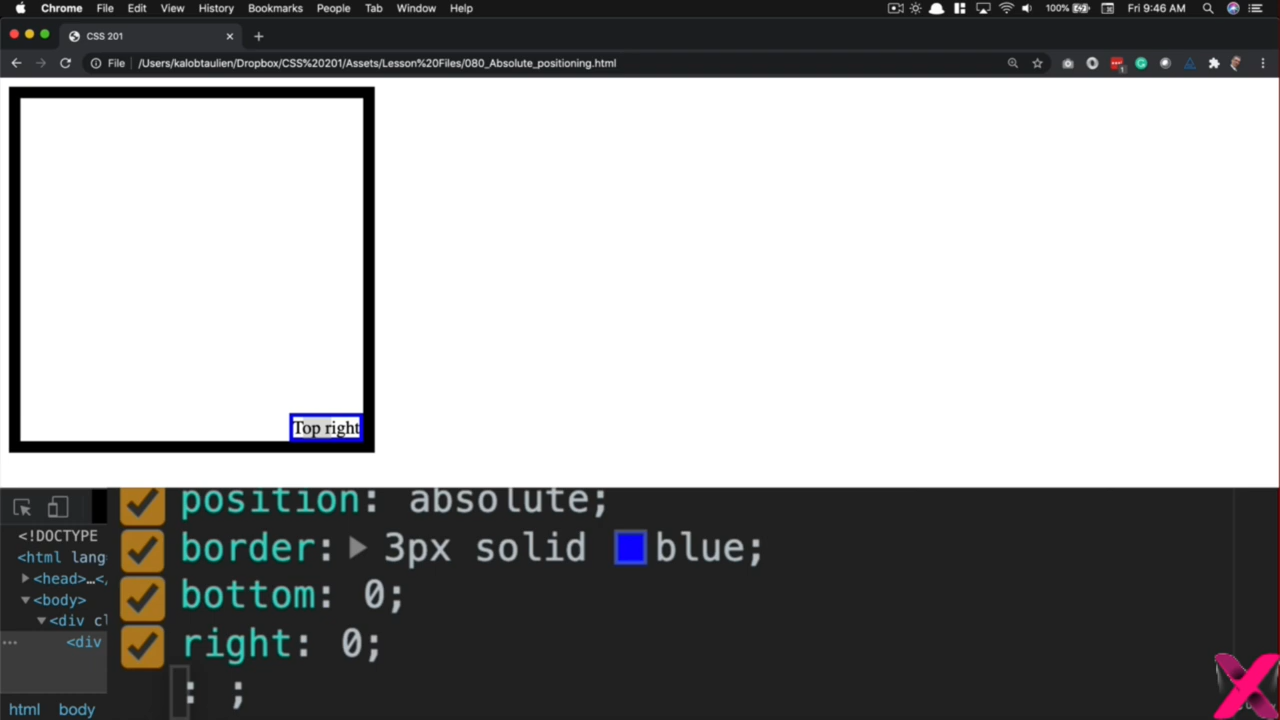 Chrome File Edit View History Bookmarks People Tab Window Help 100% Fri 9:46 AM
CSS 201
File /Users/kalobtaulien/Dropbox/CSS%20201/Assets/Lesson%20Files/080_Absolute_positioning.html
Top right
position: absolute;
<!DOCTYPE
border: 3px solid blue;
<html lang
<head>…</
bottom: 0;
<body>
<div cl
right: 0;
<div
: ;
html body